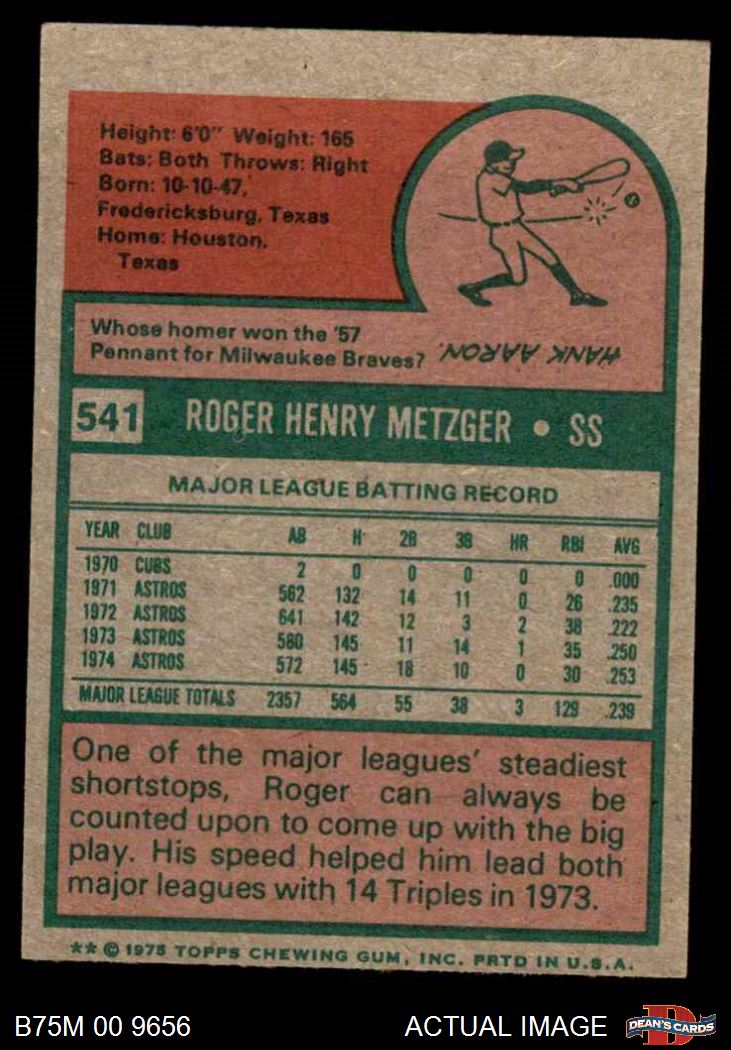 Height: 6'0" Weight: 165
Bats: Both Throws: Right
Born: 10-10-47,
Fredericksburg, Texas
Home: Houston,
Texas
Whose homer won the '57
Pennant for Milwaukee Braves?
HANK AARON.
541 ROGER HENRY METZGER • SS
MAJOR LEAGUE BATTING RECORD
YEAR CLUB AB H 2B 3B HR RBI AVG
1970 CUBS 2 0 0 0 0 0 .000
1971 ASTROS 562 132 14 11 0 26 .235
1972 ASTROS 641 142 12 3 2 38 .222
1973 ASTROS 580 145 11 14 1 35 .250
1974 ASTROS 572 145 18 10 0 30 .253
MAJOR LEAGUE TOTALS 2357 564 55 38 3 129 .239
One of the major leagues' steadiest
shortstops, Roger can always be
counted upon to come up with the big
play. His speed helped him lead both
major leagues with 14 Triples in 1973.
** © 1975 TOPPS CHEWING GUM, INC. PRTD IN U.S.A.
B75M 00 9656 ACTUAL IMAGE DEAN'S CARDS